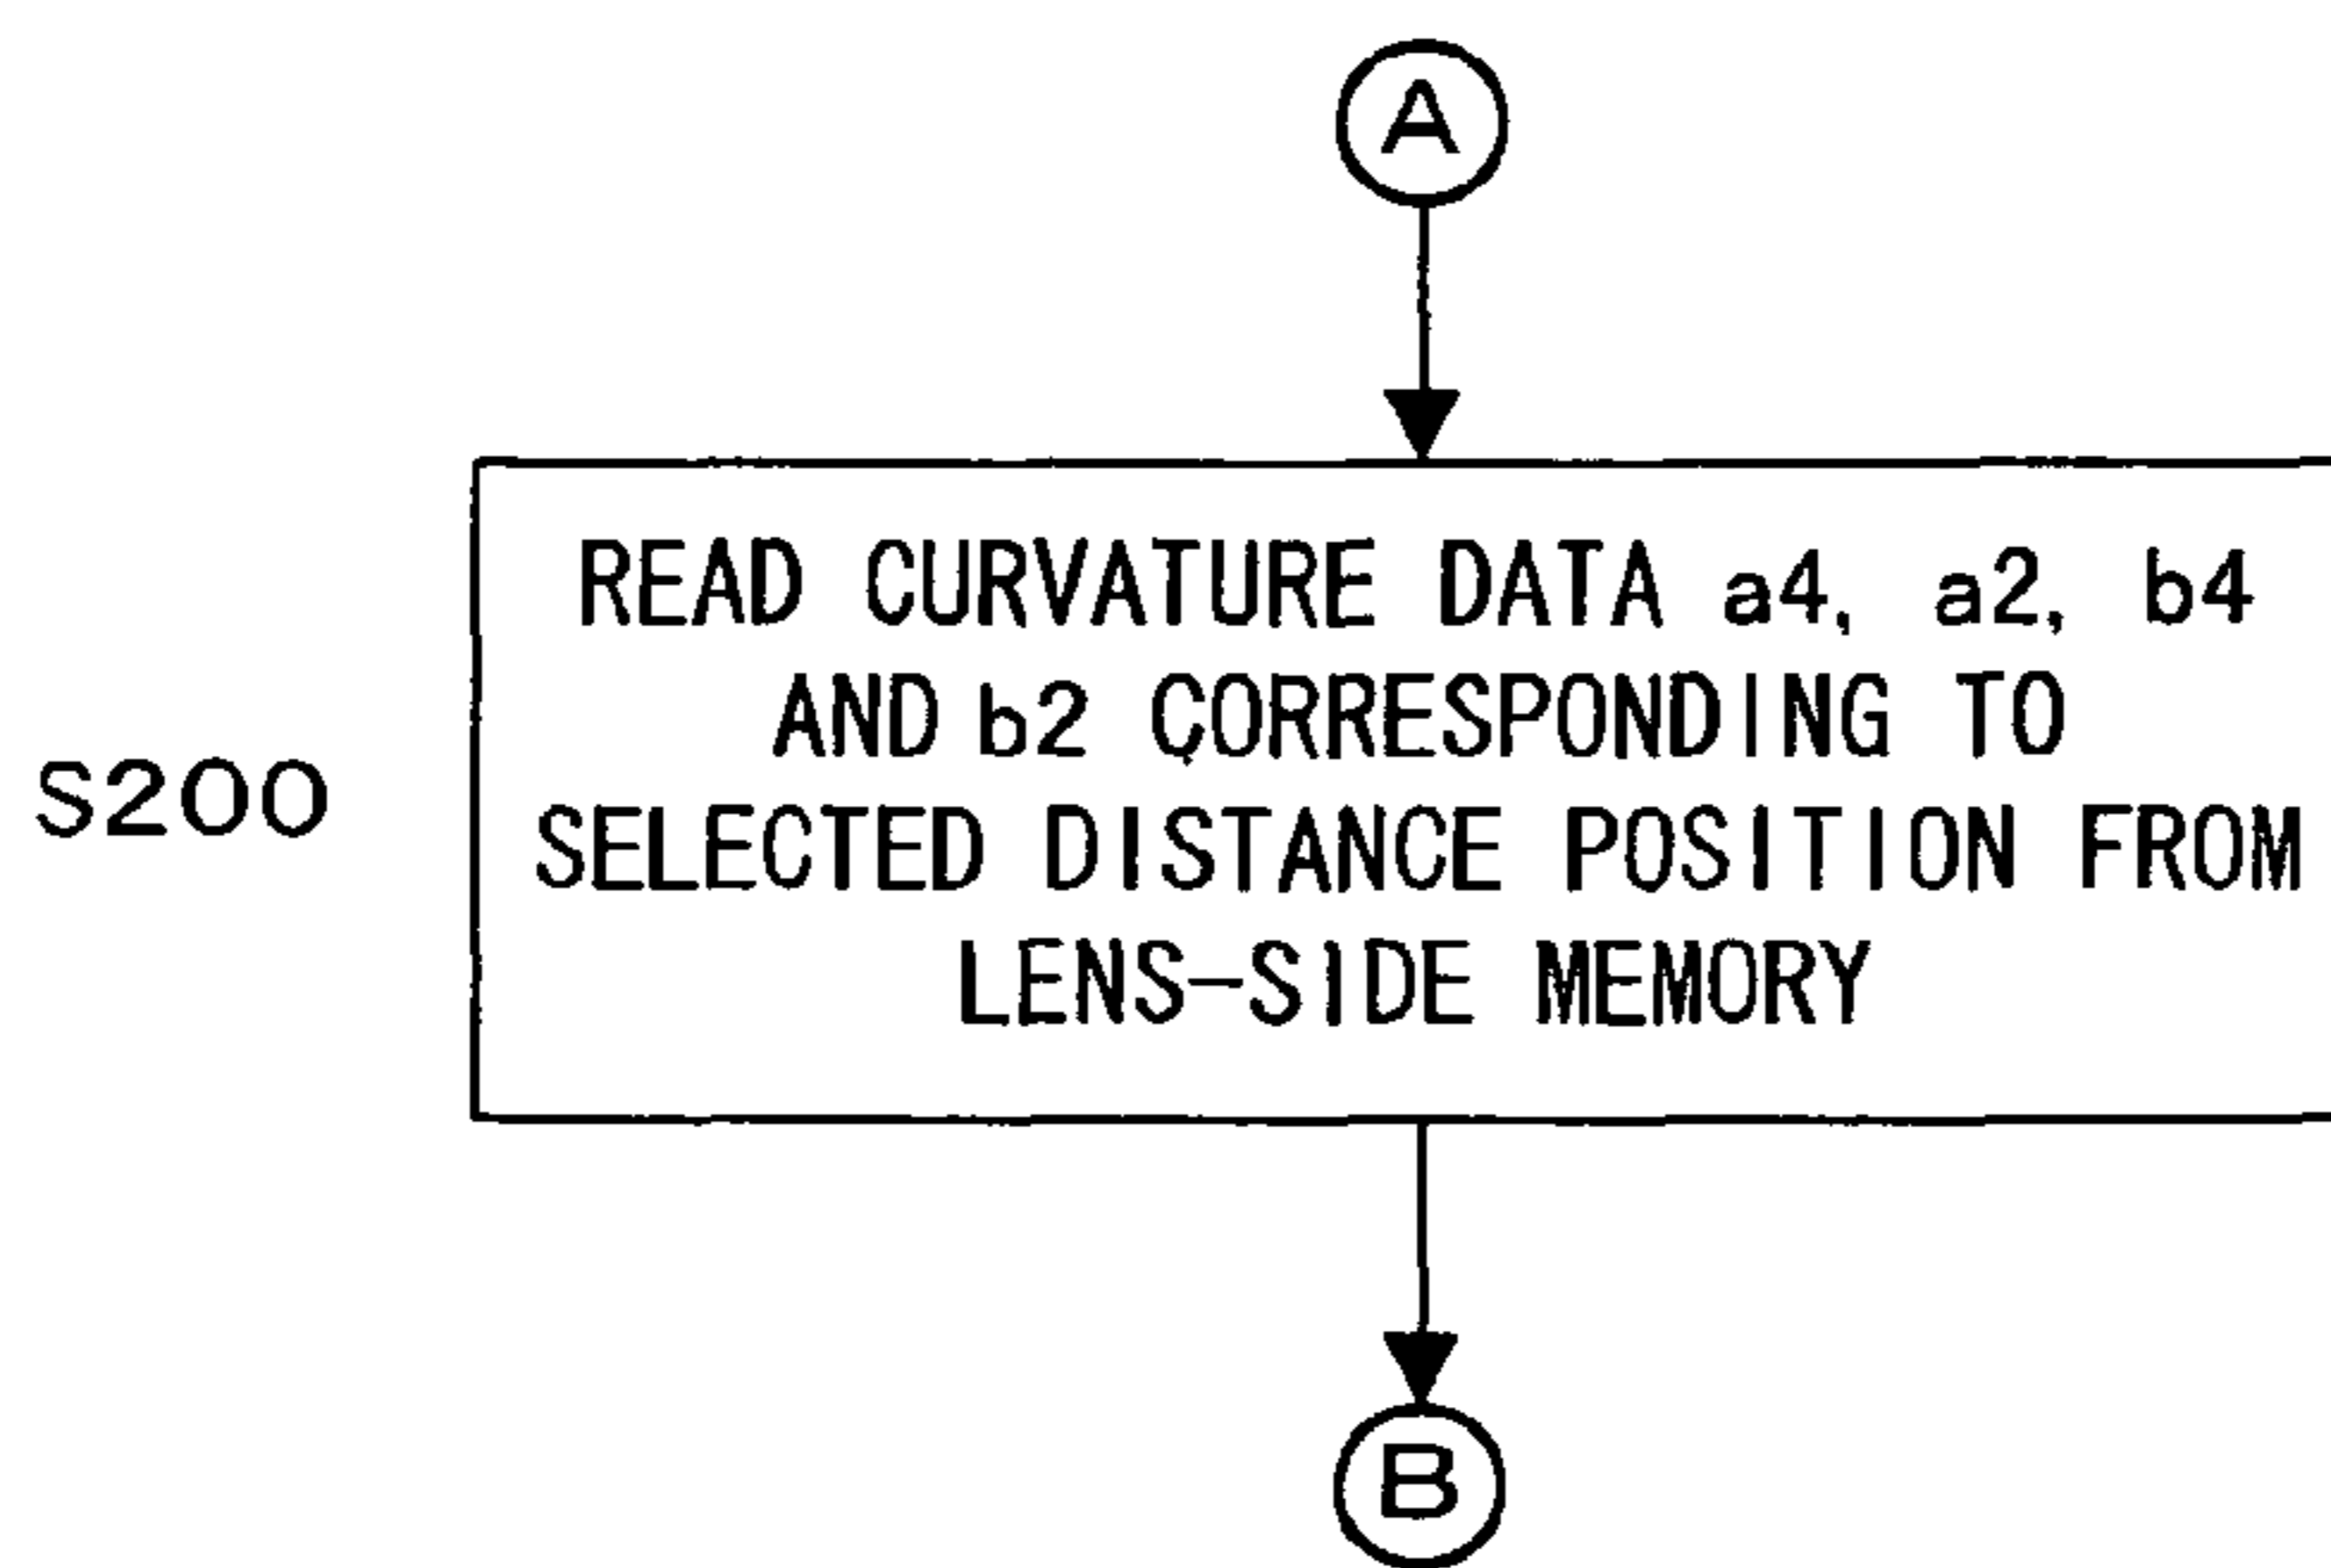 A
READ CURVATURE DATA a4, a2, b4
AND b2 CORRESPONDING TO
S200
SELECTED DISTANCE POSITION FROM
LENS-SIDE MEMORY
B